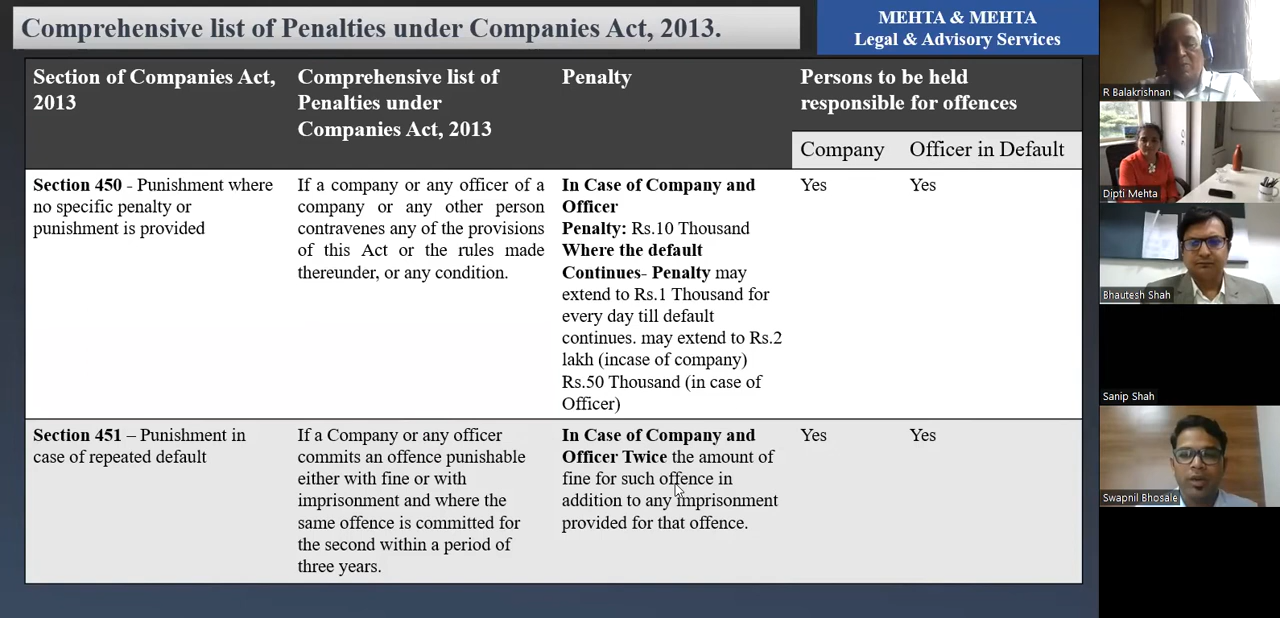 Comprehensive list of Penalties under Companies Act, 2013.
MEHTA & MEHTA
Legal & Advisory Services
Section of Companies Act,
2013
Comprehensive list of
Penalties under
Companies Act, 2013
Penalty
Persons to be held
responsible for offences
Company
Officer in Default
Section 450 - Punishment where
no specific penalty or
punishment is provided
If a company or any officer of a
company or any other person
contravenes any of the provisions
of this Act or the rules made
thereunder, or any condition.
In Case of Company and
Officer
Penalty: Rs.10 Thousand
Where the default
Continues- Penalty may
extend to Rs.1 Thousand for
every day till default
continues. may extend to Rs.2
lakh (incase of company)
Rs.50 Thousand (in case of
Officer)
Yes
Yes
Section 451 – Punishment in
case of repeated default
If a Company or any officer
commits an offence punishable
either with fine or with
imprisonment and where the
same offence is committed for
the second within a period of
three years.
In Case of Company and
Officer Twice the amount of
fine for such offence in
addition to any imprisonment
provided for that offence.
Yes
Yes
R Balakrishnan
Dipti Mehta
Bhautesh Shah
Sanip Shah
Swapnil Bhosale